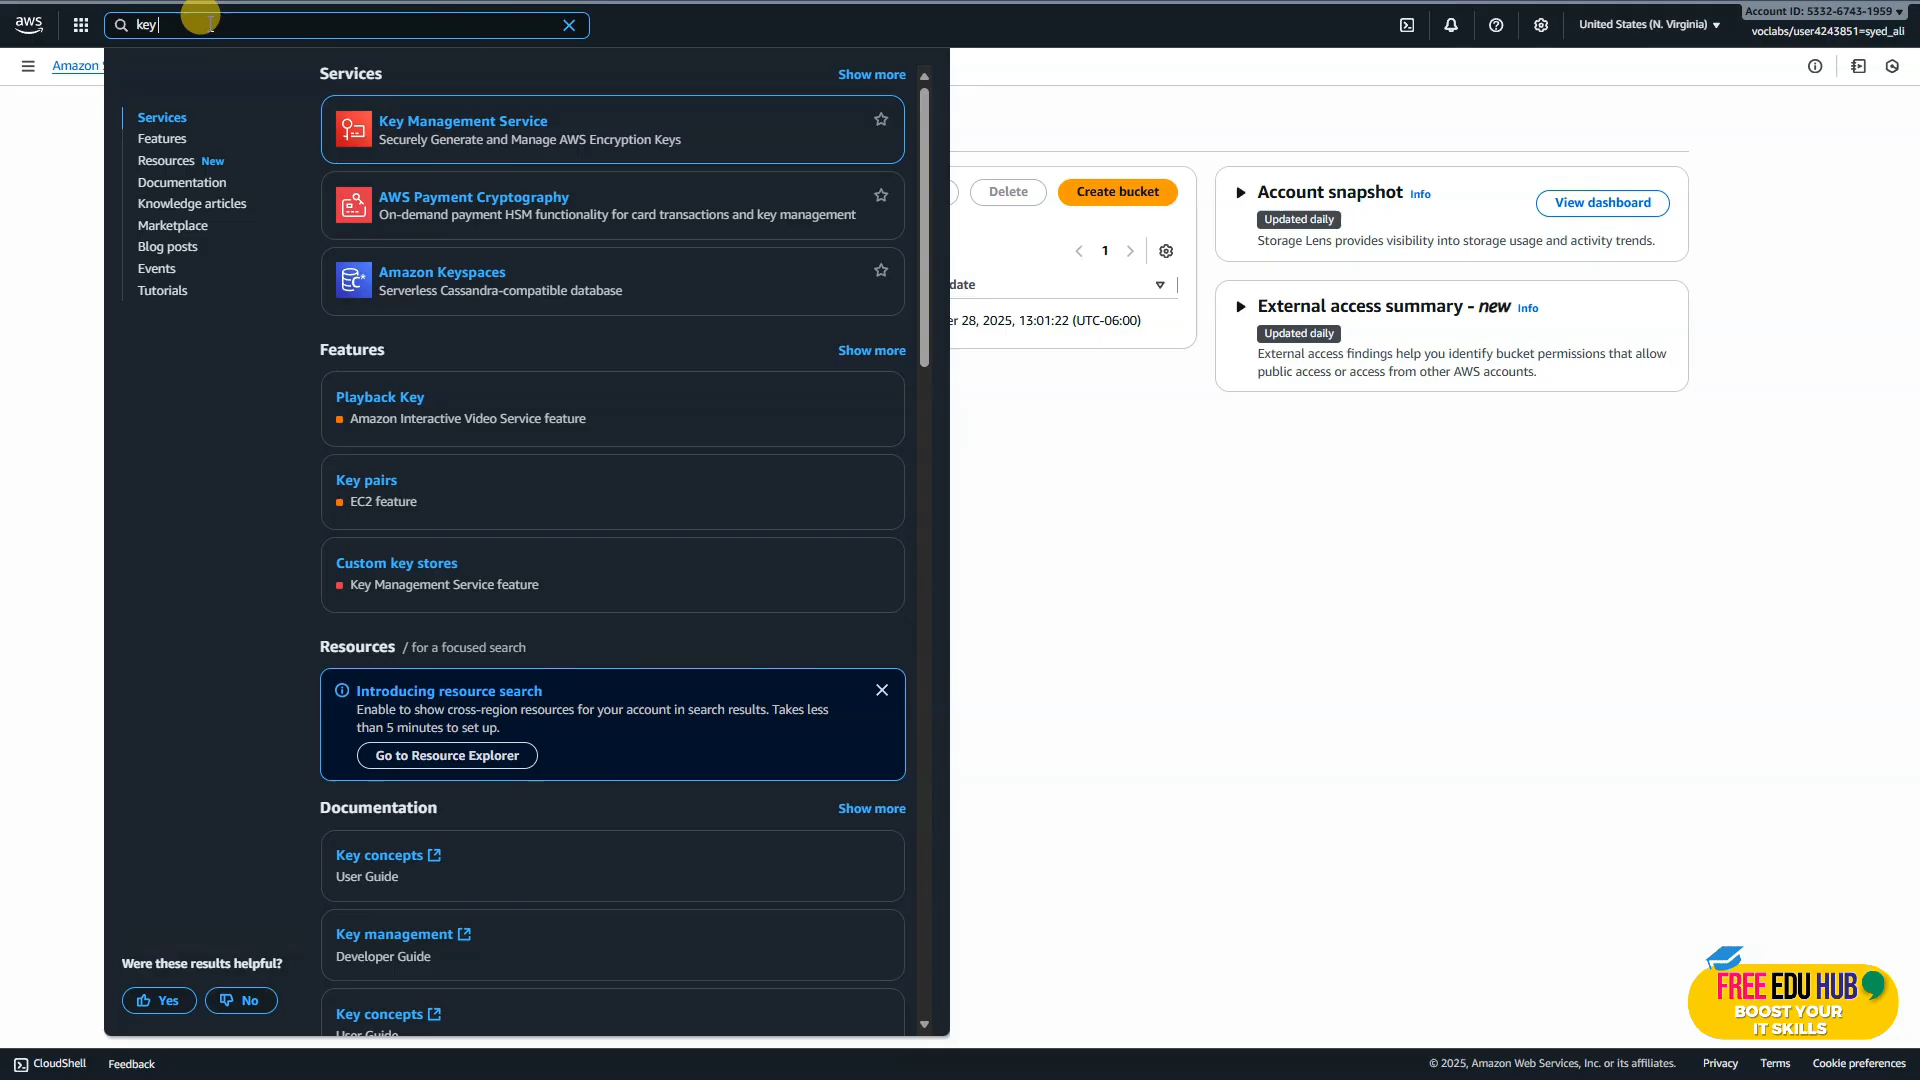 aws
key
United States (N. Virginia)
Account ID: 5332-6743-1959
voclabs/user4243851=syed_ali
Amazon
Services
Features
Resources New
Documentation
Knowledge articles
Marketplace
Blog posts
Events
Tutorials
Services
Show more
Key Management Service
Securely Generate and Manage AWS Encryption Keys
AWS Payment Cryptography
On-demand payment HSM functionality for card transactions and key management
Amazon Keyspaces
Serverless Cassandra-compatible database
Features
Show more
Playback Key
Amazon Interactive Video Service feature
Key pairs
EC2 feature
Custom key stores
Key Management Service feature
Resources / for a focused search
Introducing resource search
Enable to show cross-region resources for your account in search results. Takes less
than 5 minutes to set up.
Go to Resource Explorer
Documentation
Show more
Key concepts
User Guide
Key management
Developer Guide
Key concepts
User Guide
Were these results helpful?
Yes
No
Delete
Create bucket
1
date
er 28, 2025, 13:01:22 (UTC-06:00)
Account snapshot Info
Updated daily
View dashboard
Storage Lens provides visibility into storage usage and activity trends.
External access summary - new Info
Updated daily
External access findings help you identify bucket permissions that allow
public access or access from other AWS accounts.
FREE EDU HUB
BOOST YOUR
IT SKILLS
CloudShell
Feedback
© 2025, Amazon Web Services, Inc. or its affiliates.
Privacy
Terms
Cookie preferences